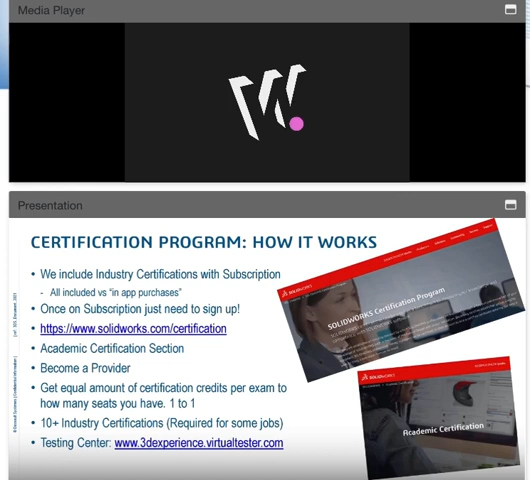 Media Player
Presentation
CERTIFICATION PROGRAM: HOW IT WORKS
• We include Industry Certifications with Subscription
- All included vs "in app purchases"
• Once on Subscription just need to sign up!
• https://www.solidworks.com/certification
• Academic Certification Section
• Become a Provider
• Get equal amount of certification credits per exam to
how many seats you have. 1 to 1
• 10+ Industry Certifications (Required for some jobs)
• Testing Center: www.3dexperience.virtualtester.com
SOLIDWORKS
SOLIDWORKS Certification Program
SOLIDWORKS
Academic Certification